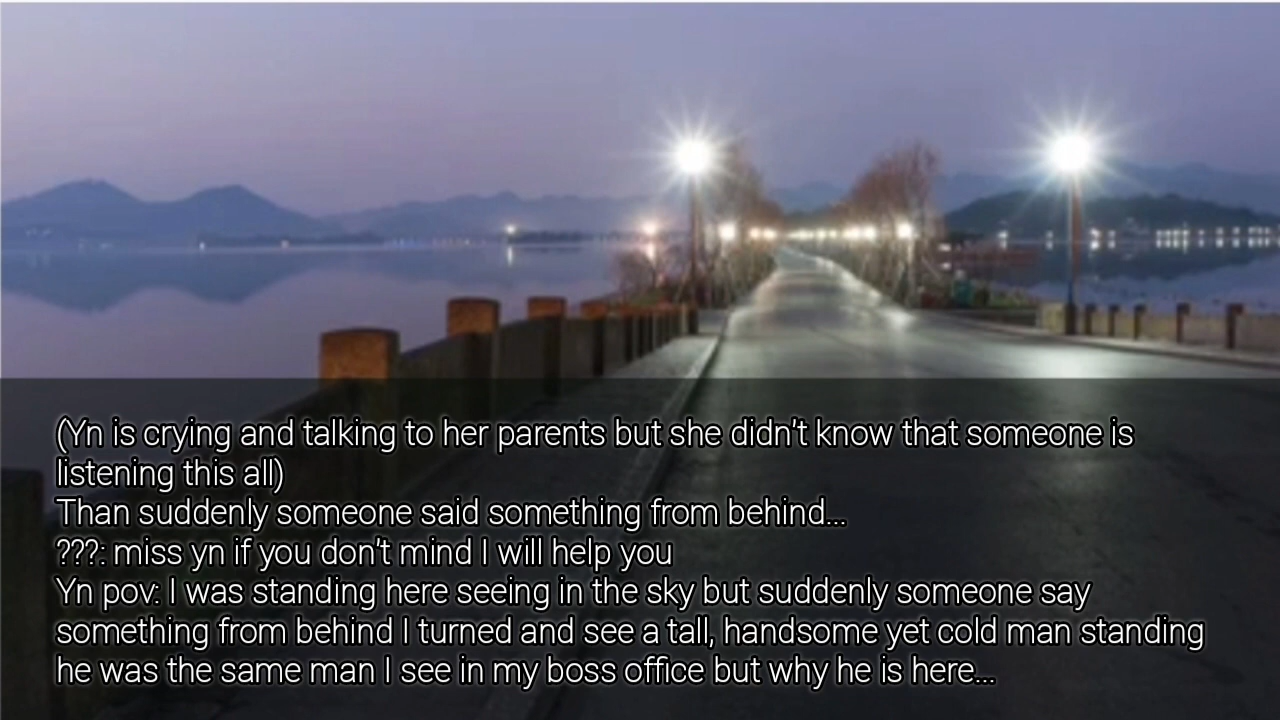 (Yn is crying and talking to her parents but she didn't know that someone is
listening this all)
Than suddenly someone said something from behind...
???: miss yn if you don't mind I will help you
Yn pov: I was standing here seeing in the sky but suddenly someone say
something from behind I turned and see a tall, handsome yet cold man standing
he was the same man I see in my boss office but why he is here...